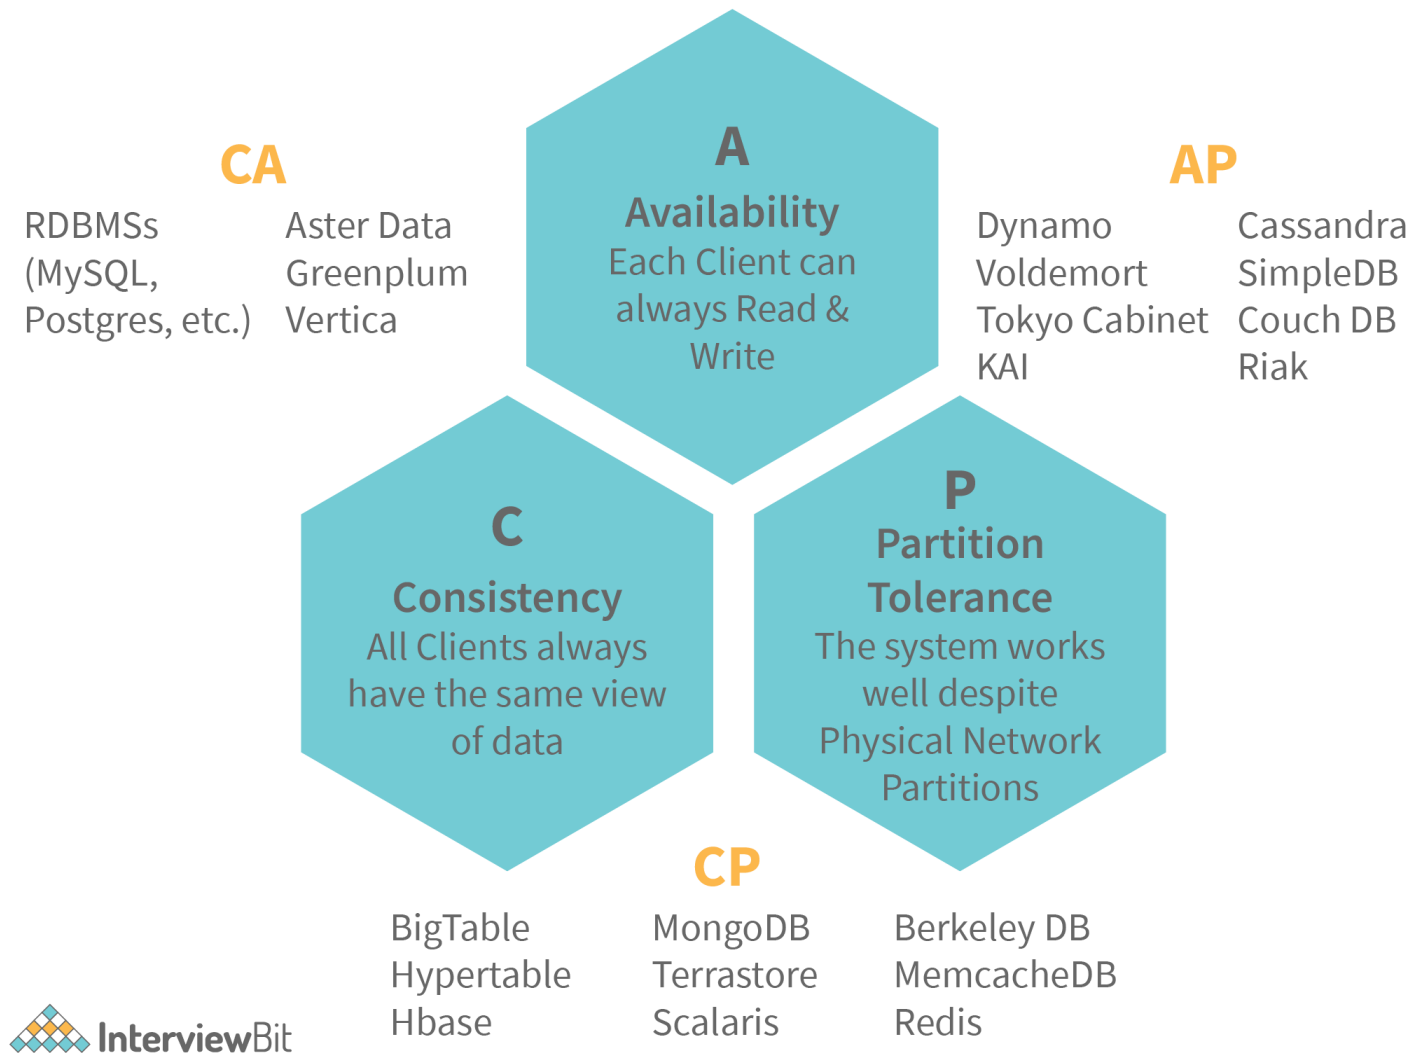 A
Availability
Each Client can
always Read &
Write
CA
RDBMSs
(MySQL,
Postgres, etc.)
Aster Data
Greenplum
Vertica
AP
Dynamo
Voldemort
Tokyo Cabinet
KAI
Cassandra
SimpleDB
Couch DB
Riak
C
Consistency
All Clients always
have the same view
of data
P
Partition
Tolerance
The system works
well despite
Physical Network
Partitions
CP
BigTable
Hypertable
Hbase
MongoDB
Terrastore
Scalaris
Berkeley DB
MemcacheDB
Redis
InterviewBit